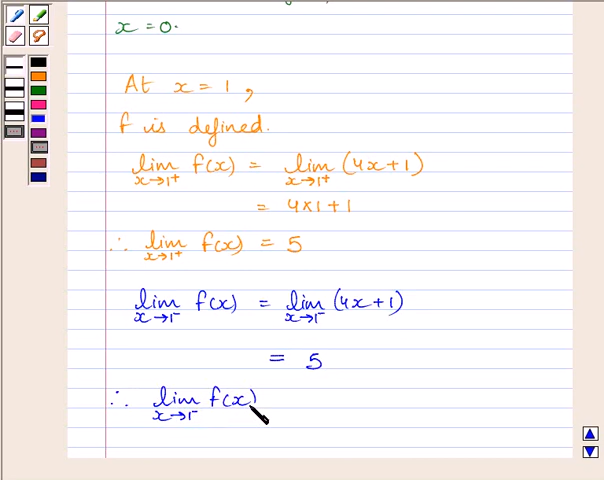 x = 0.
At x = 1 ,
f is defined.
lim x→1⁺ f(x) = lim x→1⁺ (4x+1)
= 4×1+1
∴ lim x→1⁺ f(x) = 5
lim x→1⁻ f(x) = lim x→1⁻ (4x+1)
= 5
∴ lim x→1⁻ f(x)